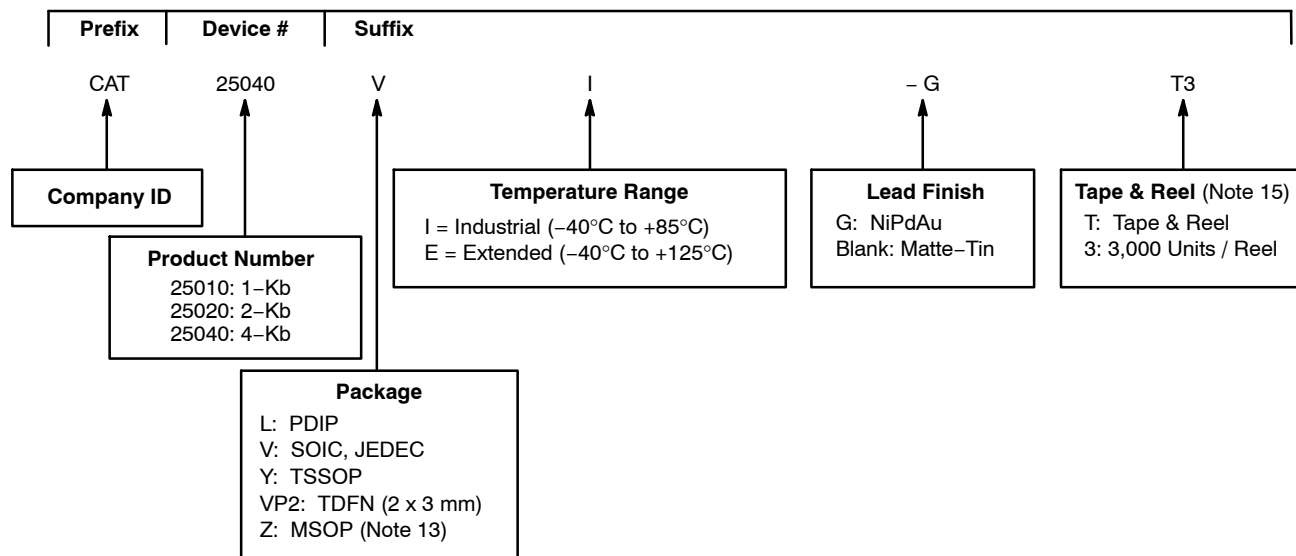 Prefix Device # Suffix
CAT 25040 V I – G T3
Company ID
Product Number
25010: 1–Kb
25020: 2–Kb
25040: 4–Kb
Package
L: PDIP
V: SOIC, JEDEC
Y: TSSOP
VP2: TDFN (2 x 3 mm)
Z: MSOP (Note 13)
Temperature Range
I = Industrial (–40°C to +85°C)
E = Extended (–40°C to +125°C)
Lead Finish
G: NiPdAu
Blank: Matte–Tin
Tape & Reel (Note 15)
T: Tape & Reel
3: 3,000 Units / Reel